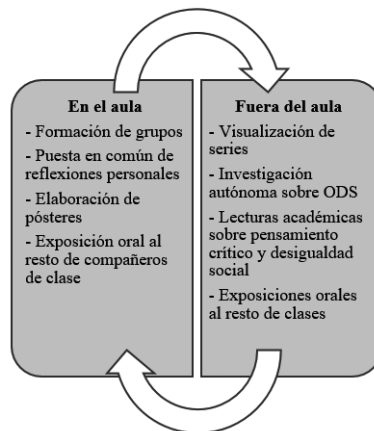 En el aula
- Formación de grupos
- Puesta en común de
reflexiones personales
- Elaboración de
pósteres
- Exposición oral al
resto de compañeros
de clase
Fuera del aula
- Visualización de
series
- Investigación
autónoma sobre ODS
- Lecturas académicas
sobre pensamiento
crítico y desigualdad
social
- Exposiciones orales
al resto de clases